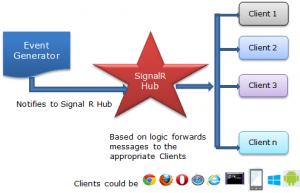 Event
Generator
SignalR
Hub
Client 1
Client 2
Client 3
Client n
Notifies to Signal R Hub
Based on logic forwards
messages to the
appropriate Clients
Clients could be